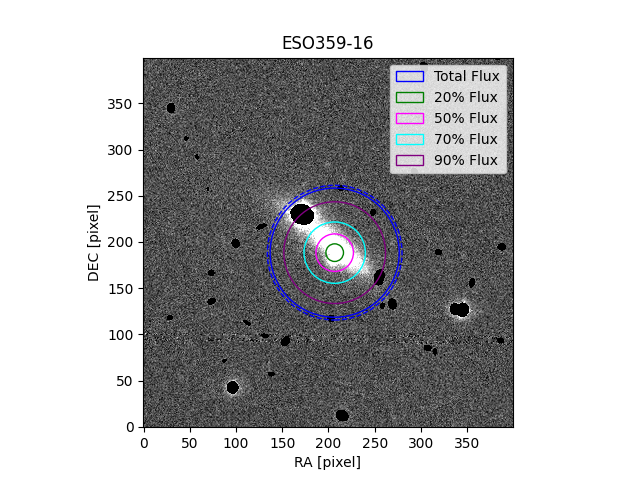 ESO359-16
Total Flux
20% Flux
50% Flux
70% Flux
90% Flux
DEC [pixel]
350
300
250
200
150
100
50
0
0 50 100 150 200 250 300 350
RA [pixel]